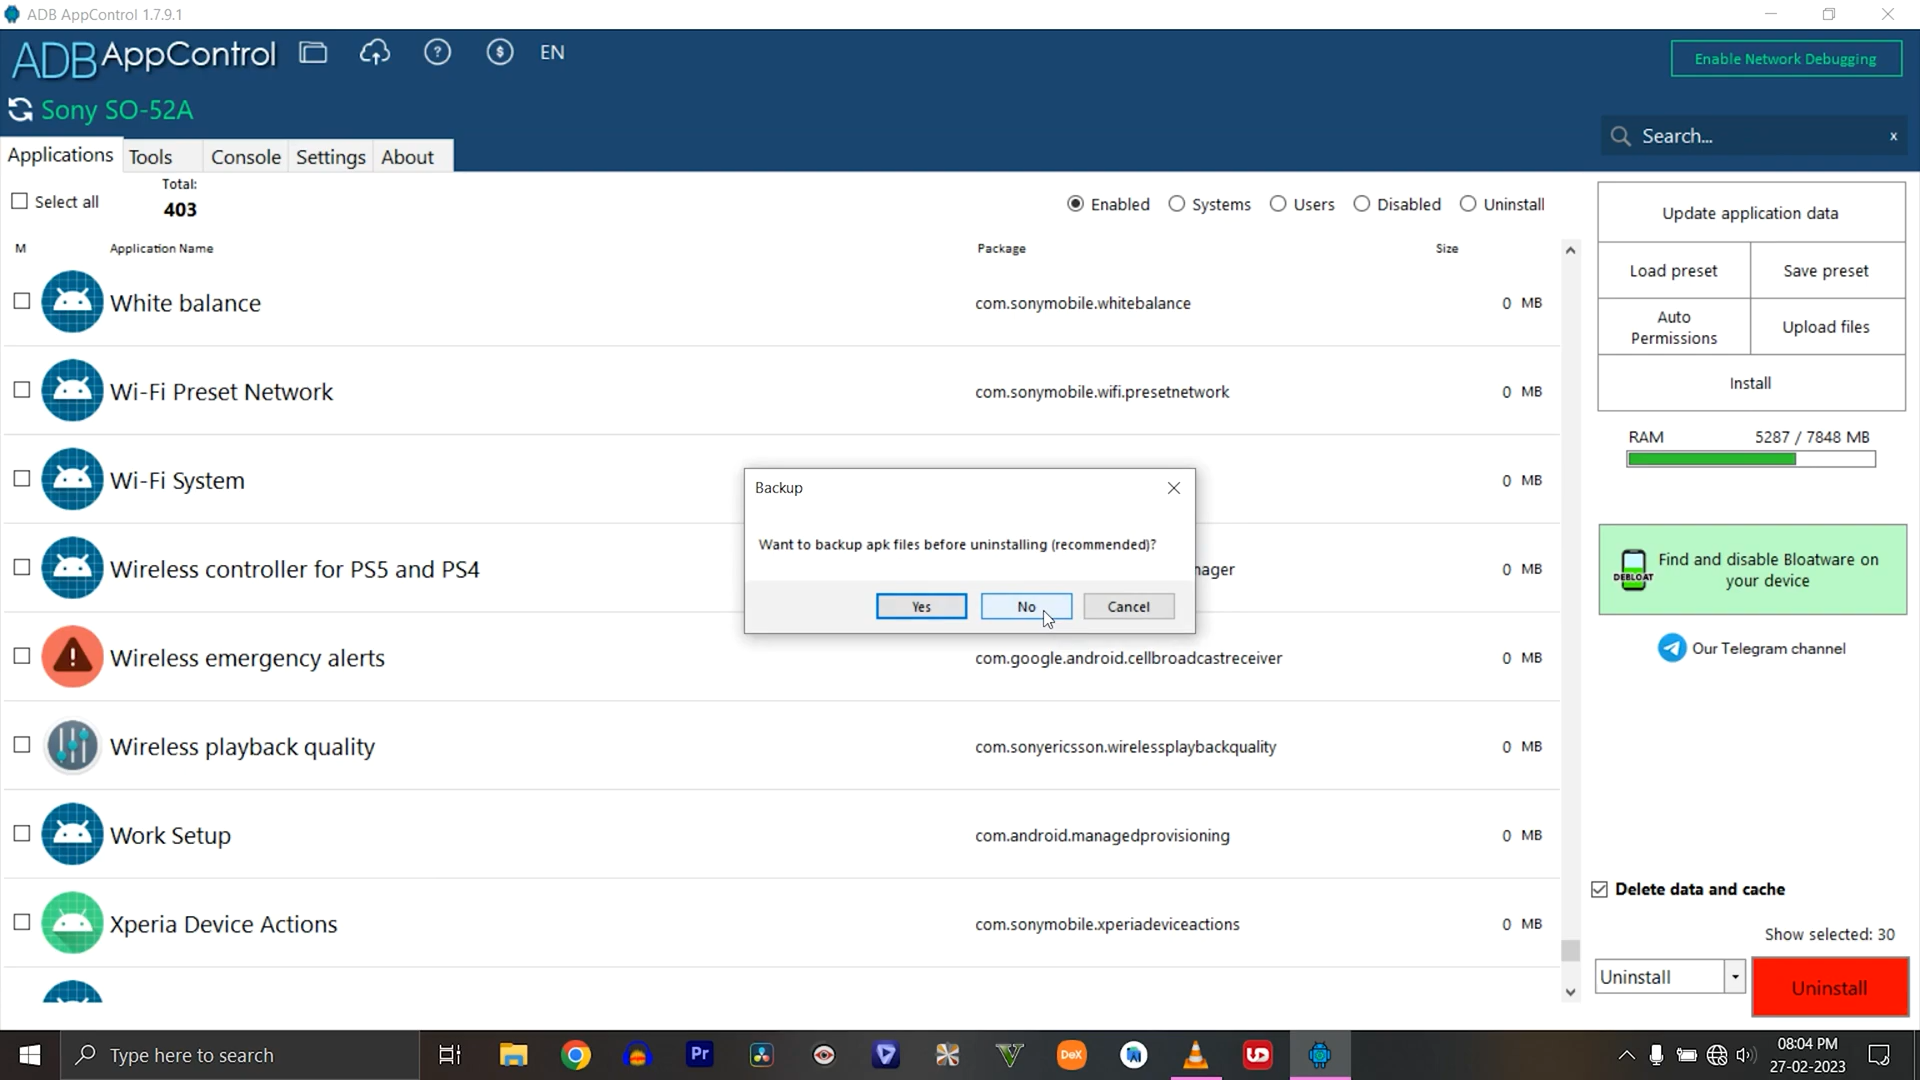 ADB AppControl 1.7.9.1
ADB AppControl
EN
Enable Network Debugging
Sony SO-52A
Search...
x
Applications
Tools
Console
Settings
About
Select all
Total:
403
Enabled
Systems
Users
Disabled
Uninstall
M
Application Name
Package
Size
White balance
com.sonymobile.whitebalance
0 MB
Wi-Fi Preset Network
com.sonymobile.wifi.presetnetwork
0 MB
Wi-Fi System
0 MB
Wireless controller for PS5 and PS4
nager
0 MB
Wireless emergency alerts
com.google.android.cellbroadcastreceiver
0 MB
Wireless playback quality
com.sonyericsson.wirelessplaybackquality
0 MB
Work Setup
com.android.managedprovisioning
0 MB
Xperia Device Actions
com.sonymobile.xperiadeviceactions
0 MB
Backup
Want to backup apk files before uninstalling (recommended)?
Yes
No
Cancel
Update application data
Load preset
Save preset
Auto
Permissions
Upload files
Install
RAM
5287 / 7848 MB
DEBLOAT
Find and disable Bloatware on
your device
Our Telegram channel
Delete data and cache
Show selected: 30
Uninstall
Uninstall
Type here to search
Pr
DeX
08:04 PM
27-02-2023